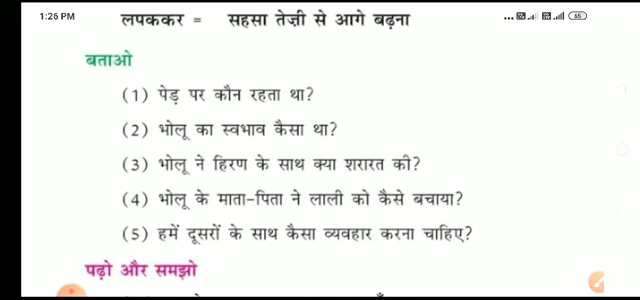 1:26 PM
65
लपककर = सहसा तेज़ी से आगे बढ़ना
बताओ
(1) पेड़ पर कौन रहता था?
(2) भोलू का स्वभाव कैसा था?
(3) भोलू ने हिरण के साथ क्या शरारत की?
(4) भोलू के माता-पिता ने लाली को कैसे बचाया?
(5) हमें दूसरों के साथ कैसा व्यवहार करना चाहिए?
पढ़ो और समझो